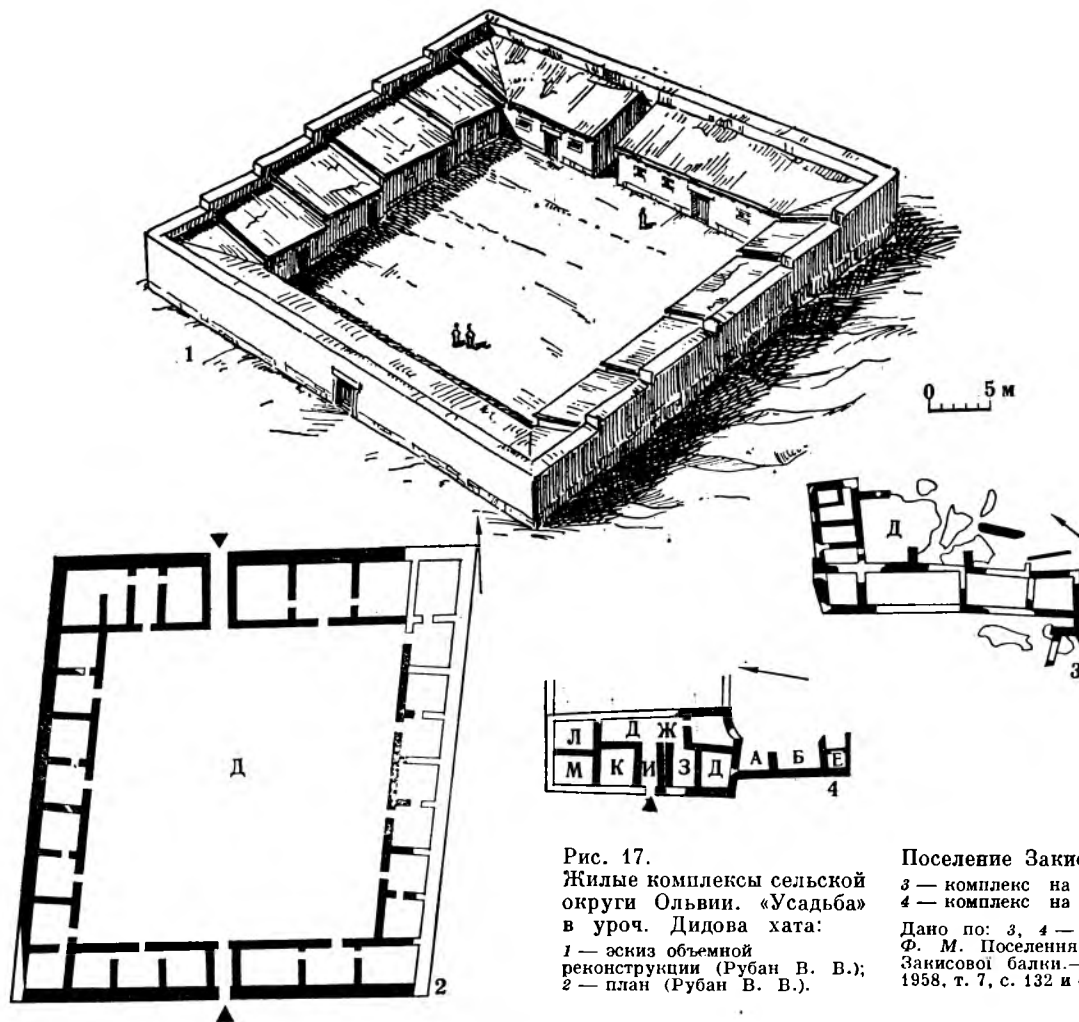 1
0 5 м
Д
3
Д
2
Л Д Ж
М К И З Д А Б Е
4
Рис. 17.
Жилые комплексы сельской
округи Ольвии. «Усадьба»
в уроч. Дидова хата:
1 — эскиз объемной
реконструкции (Рубан В. В.);
2 — план (Рубан В. В.).
Поселение
3 — комплекс на
4 — комплекс на
Дано по: 3, 4 —
Ф. М. Поселення
Закисової балки.—
1958, т. 7, с. 132 и